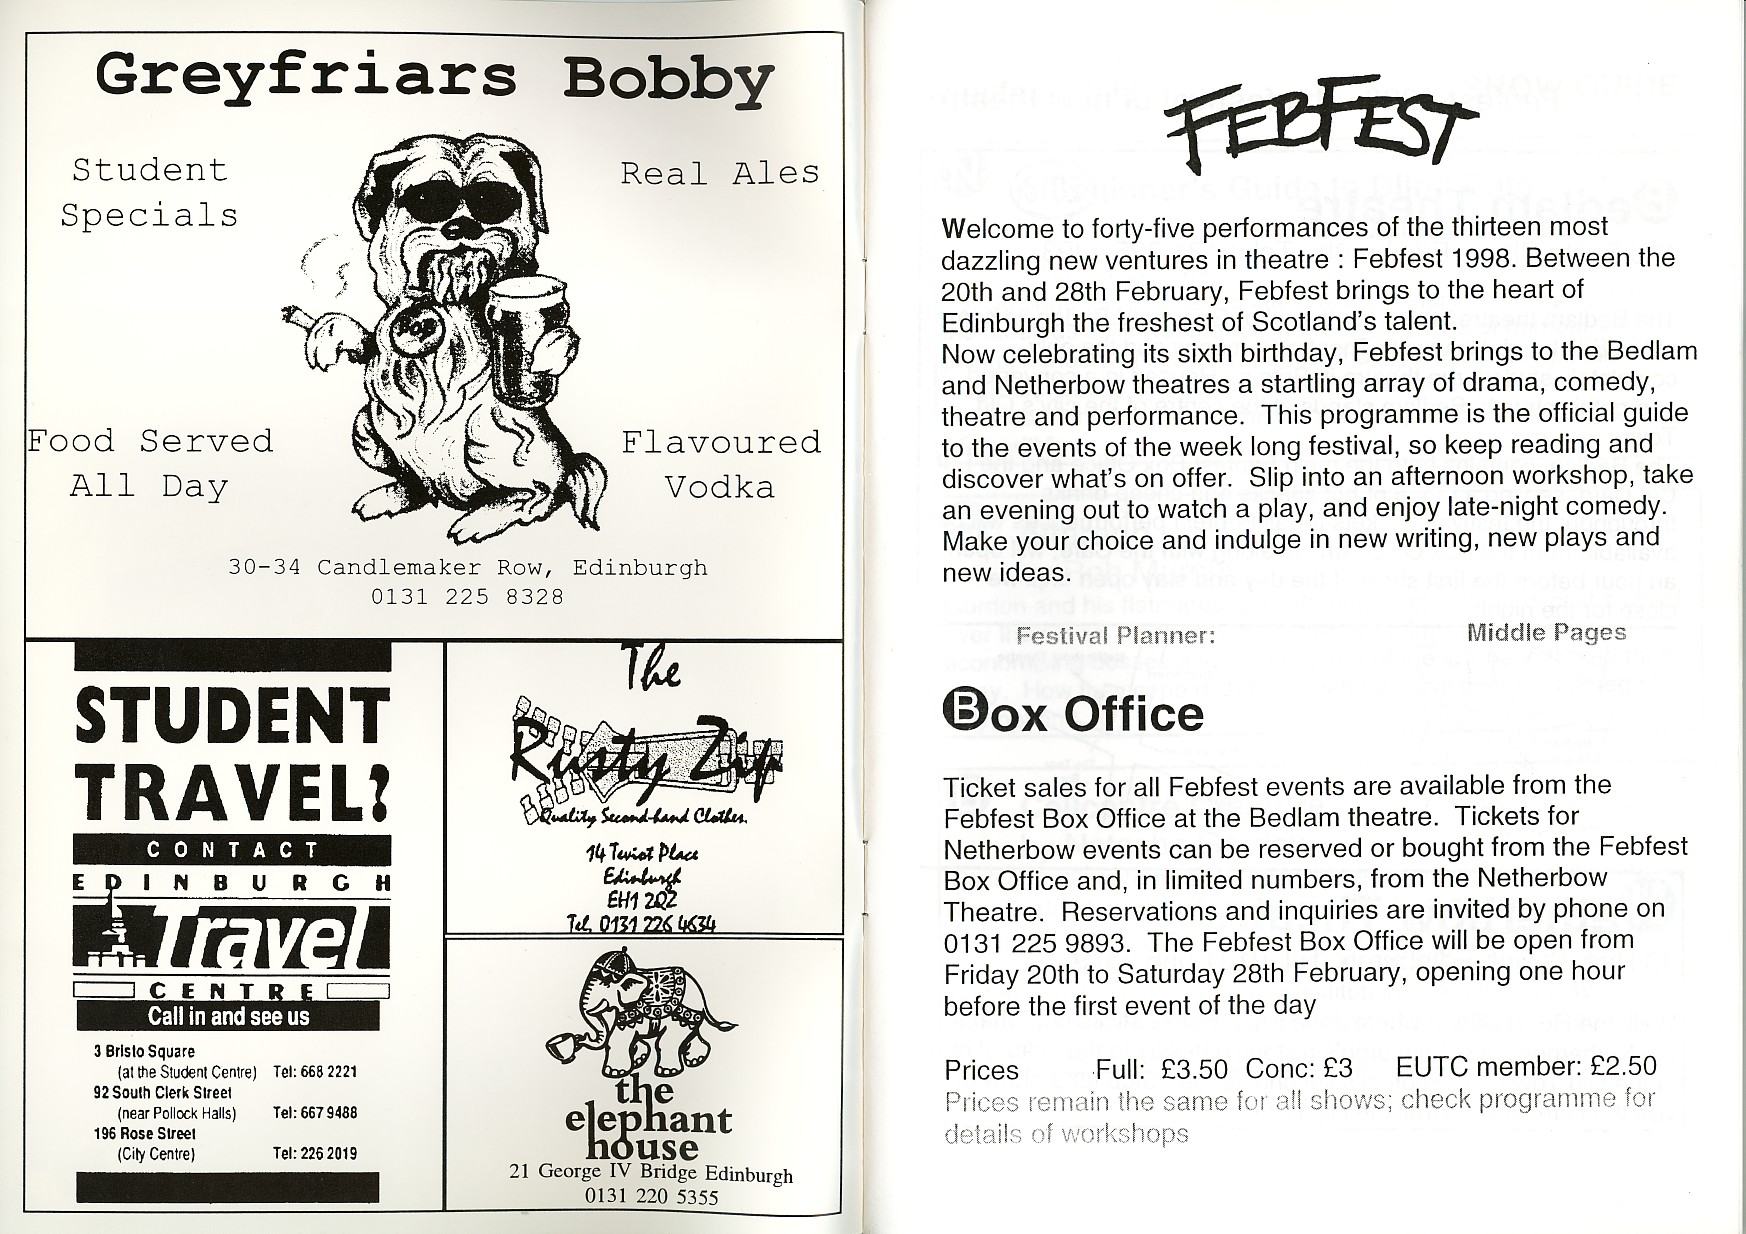 Greyfriars Bobby
Student
Specials
Real Ales
BOB
Food Served
All Day
Flavoured
Vodka
30-34 Candlemaker Row, Edinburgh
0131 225 8328
STUDENT
TRAVEL?
CONTACT
EDINBURGH
Travel
CENTRE
Call in and see us
3 Bristo Square
(at the Student Centre) Tel: 668 2221
92 South Clerk Street
(near Pollock Halls) Tel: 667 9488
196 Rose Street
(City Centre) Tel: 226 2019
The
Rusty Zip
Quality Second-hand Clothes.
14 Teviot Place
Edinburgh
EH1 2QZ
Tel. 0131 226 4634
the
elephant
house
21 George IV Bridge Edinburgh
0131 220 5355
FEBFEST
Welcome to forty-five performances of the thirteen most
dazzling new ventures in theatre : Febfest 1998. Between the
20th and 28th February, Febfest brings to the heart of
Edinburgh the freshest of Scotland's talent.
Now celebrating its sixth birthday, Febfest brings to the Bedlam
and Netherbow theatres a startling array of drama, comedy,
theatre and performance. This programme is the official guide
to the events of the week long festival, so keep reading and
discover what's on offer. Slip into an afternoon workshop, take
an evening out to watch a play, and enjoy late-night comedy.
Make your choice and indulge in new writing, new plays and
new ideas.
Festival Planner: Middle Pages
Box Office
Ticket sales for all Febfest events are available from the
Febfest Box Office at the Bedlam theatre. Tickets for
Netherbow events can be reserved or bought from the Febfest
Box Office and, in limited numbers, from the Netherbow
Theatre. Reservations and inquiries are invited by phone on
0131 225 9893. The Febfest Box Office will be open from
Friday 20th to Saturday 28th February, opening one hour
before the first event of the day
Prices Full: £3.50 Conc: £3 EUTC member: £2.50
Prices remain the same for all shows; check programme for
details of workshops